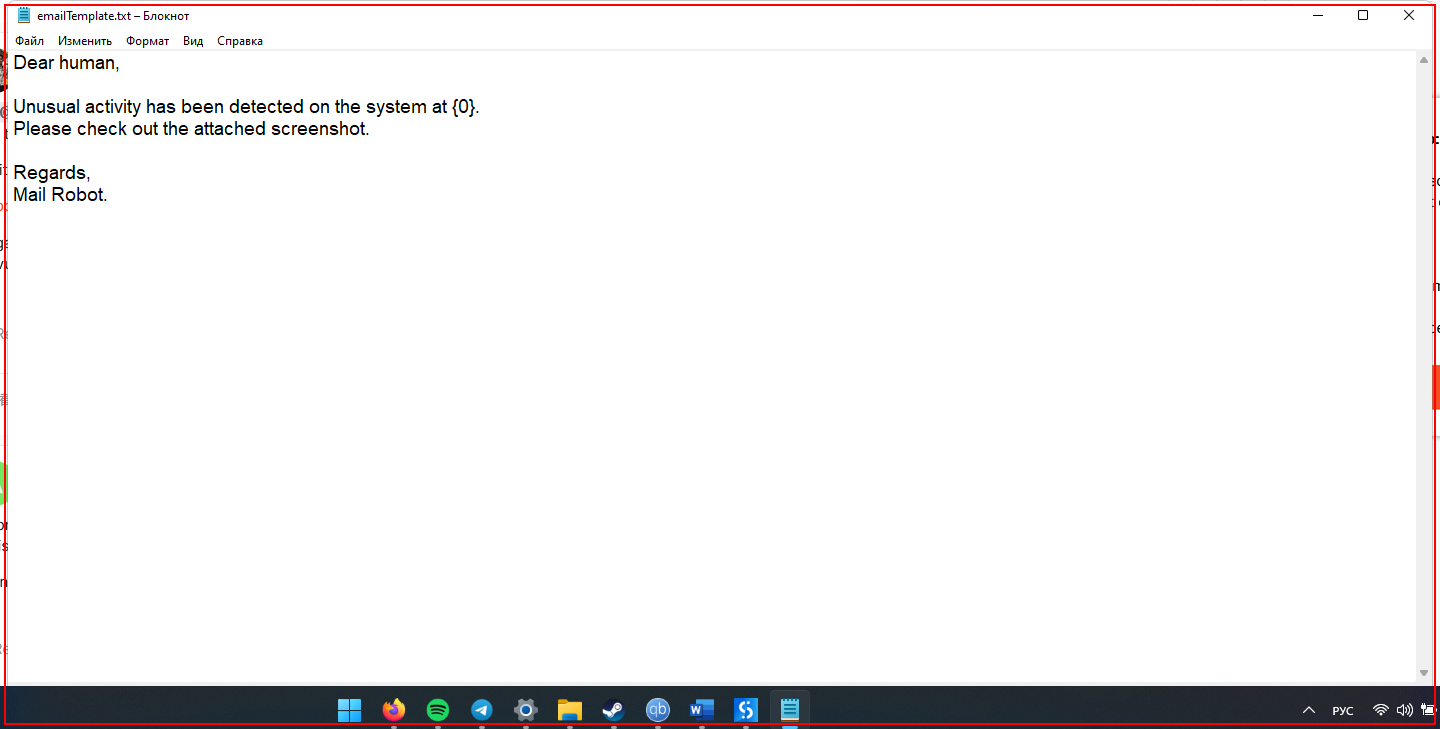 emailTemplate.txt – Блокнот
Файл Изменить Формат Вид Справка
Dear human,
Unusual activity has been detected on the system at {0}.
Please check out the attached screenshot.
Regards,
Mail Robot.
qb
W
S
РУС